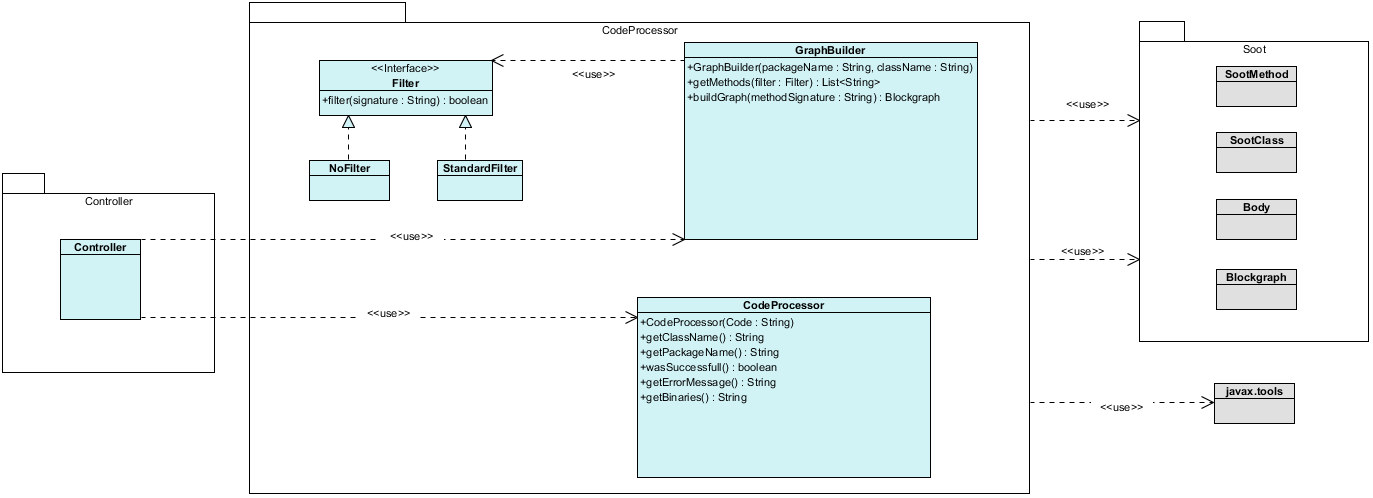 CodeProcessor
<<Interface>>
Filter
+filter(signature : String) : boolean
NoFilter
StandardFilter
<<use>>
GraphBuilder
+GraphBuilder(packageName : String, className : String)
+getMethods(filter : Filter) : List<String>
+buildGraph(methodSignature : String) : Blockgraph
Controller
Controller
<<use>>
<<use>>
CodeProcessor
+CodeProcessor(Code : String)
+getClassName() : String
+getPackageName() : String
+wasSuccessfull() : boolean
+getErrorMessage() : String
+getBinaries() : String
<<use>>
<<use>>
<<use>>
Soot
SootMethod
SootClass
Body
Blockgraph
javax.tools